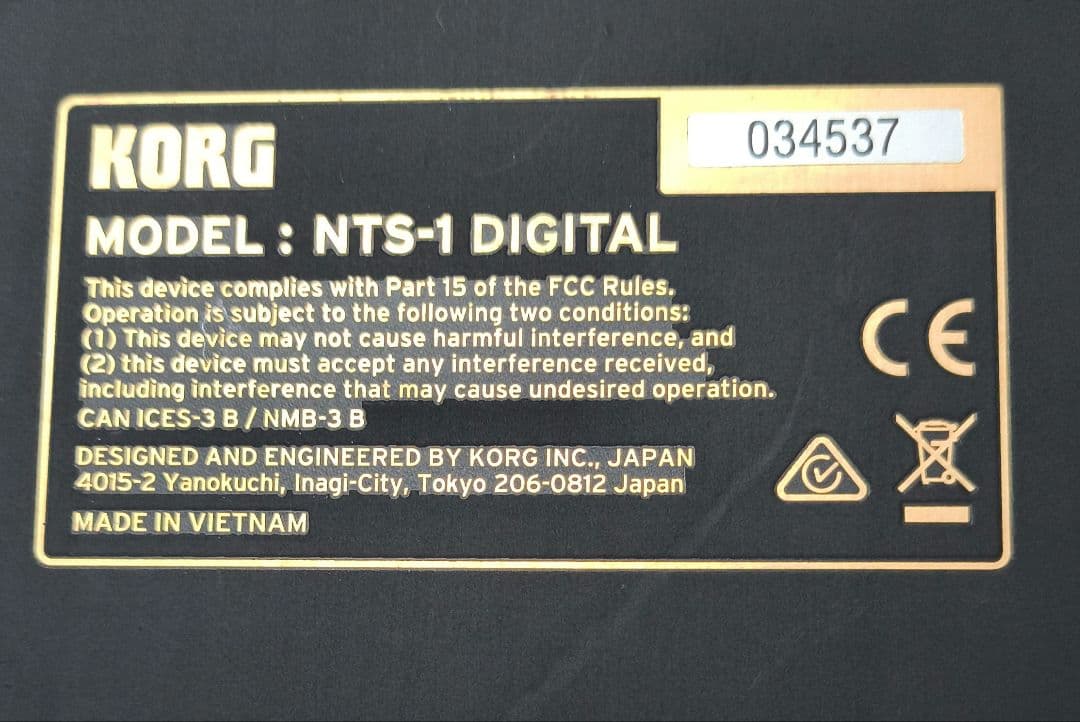 KORG
034537
MODEL : NTS-1 DIGITAL
This device complies with Part 15 of the FCC Rules.
Operation is subject to the following two conditions:
(1) This device may not cause harmful interference, and
(2) this device must accept any interference received,
including interference that may cause undesired operation.
CAN ICES-3 B / NMB-3 B
CE
DESIGNED AND ENGINEERED BY KORG INC., JAPAN
4015-2 Yanokuchi, Inagi-City, Tokyo 206-0812 Japan
MADE IN VIETNAM